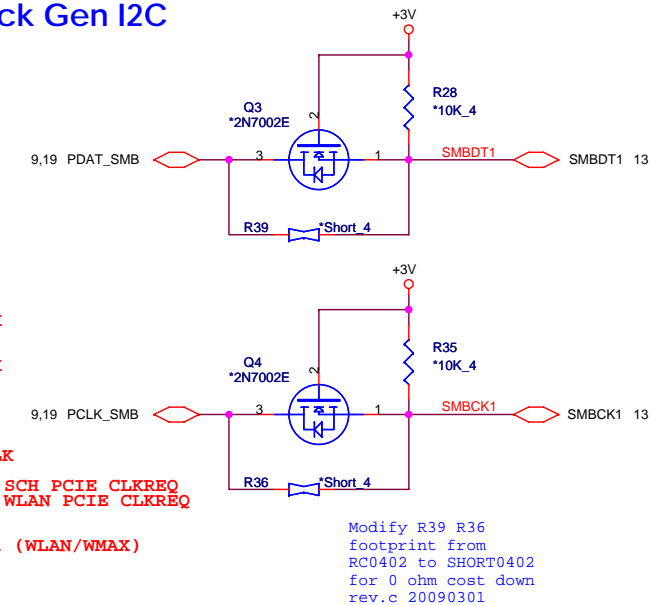 ck Gen I2C
+3V
R28
*10K_4
Q3
*2N7002E
2
9,19 PDAT_SMB
3
1
SMBDT1
SMBDT1 13
R39
*Short_4
+3V
R35
*10K_4
Q4
*2N7002E
2
9,19 PCLK_SMB
3
1
SMBCK1
SMBCK1 13
R36
*Short_4
SCH PCIE CLKREQ
WLAN PCIE CLKREQ
(WLAN/WMAX)
Modify R39 R36
footprint from
RC0402 to SHORT0402
for 0 ohm cost down
rev.c 20090301